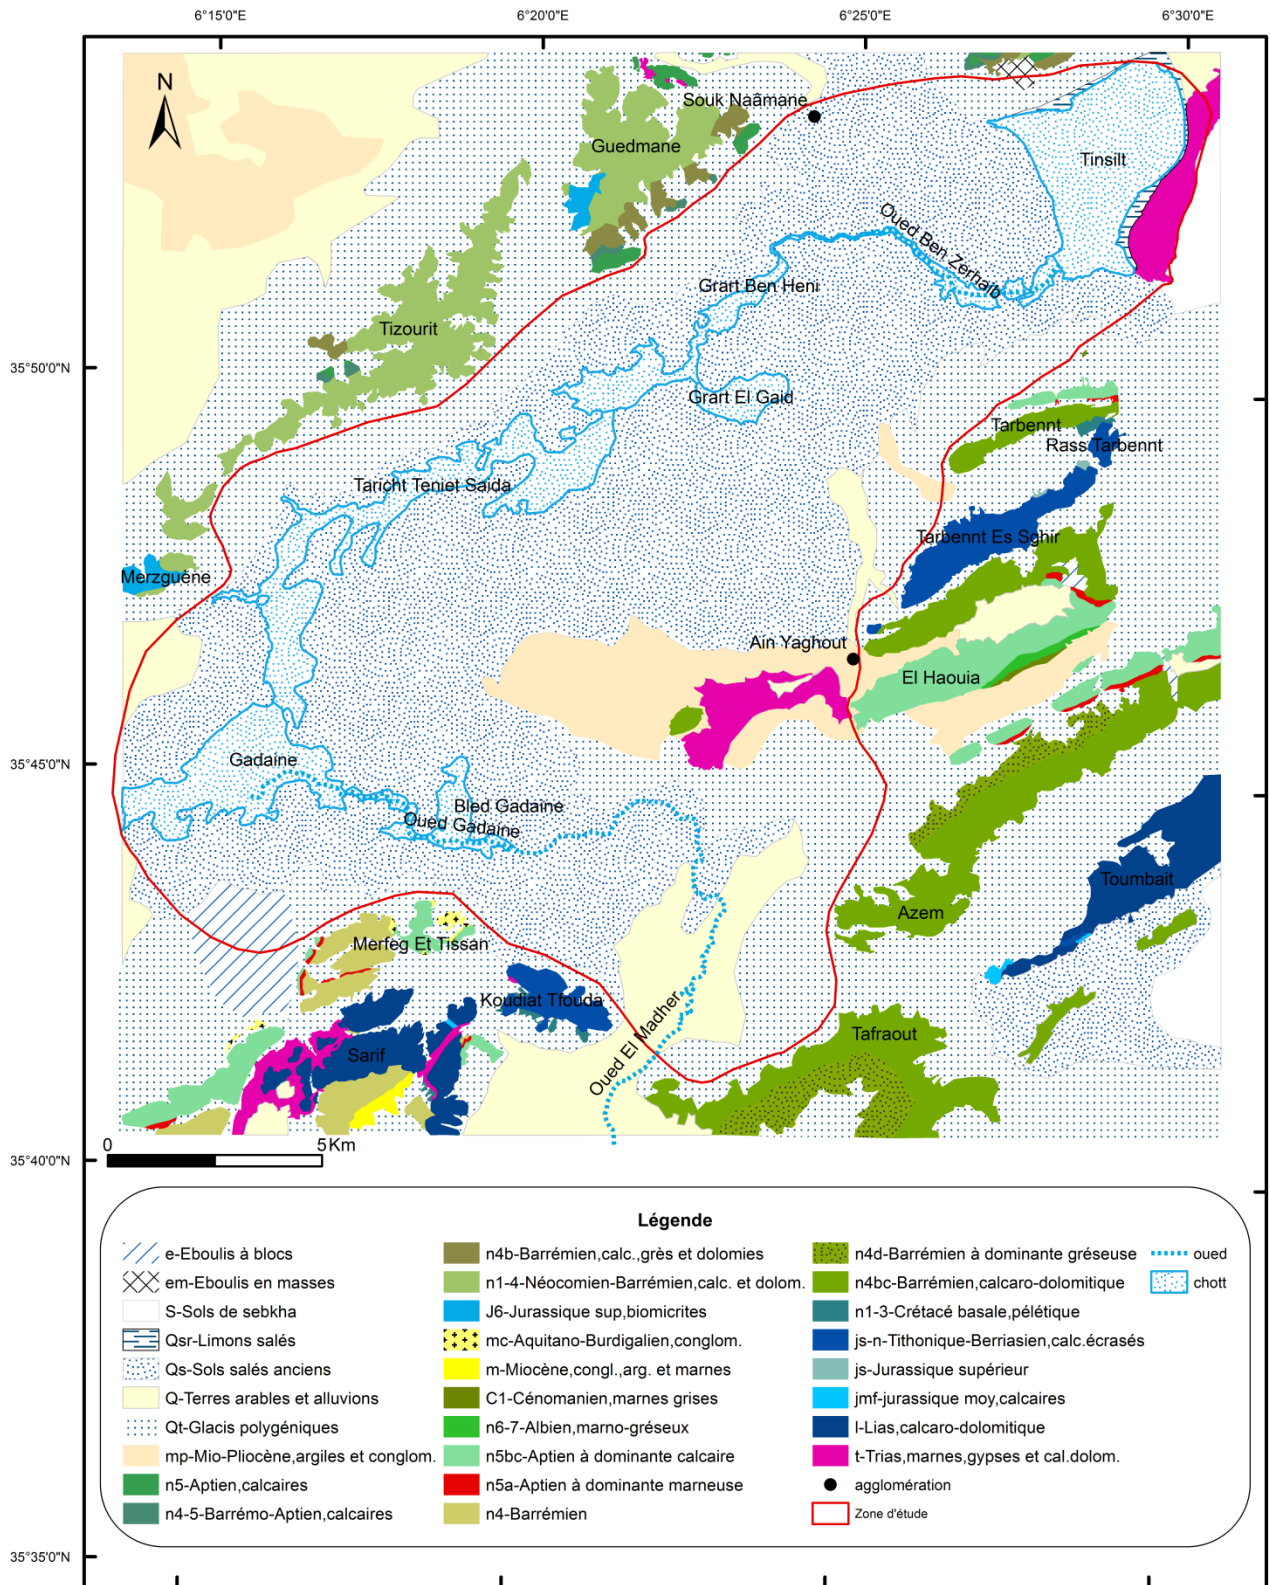 6°15'0"E
6°20'0"E
6°25'0"E
6°30'0"E
N
Souk Naâmane
Guedmane
Tinsilt
Oued Ben Zerhaib
Grart Ben Heni
Tizourit
35°50'0"N
Grart El Gaid
Tarbennt
Rass Tarbennt
Taricht Teniet Saida
Tarbennt Es Sghir
Merzguène
Ain Yaghout
El Haouia
35°45'0"N
Gadaine
Bled Gadaine
Oued Gadaine
Toumbait
Azem
Merfeg Et Tissan
Koudiat Tfouda
Oued El Madher
Tafraout
Sarif
0
5Km
35°40'0"N
Légende
e-Eboulis à blocs
em-Eboulis en masses
S-Sols de sebkha
Qsr-Limons salés
Qs-Sols salés anciens
Q-Terres arables et alluvions
Qt-Glacis polygéniques
mp-Mio-Pliocène,argiles et conglom.
n5-Aptien,calcaires
n4-5-Barrémo-Aptien,calcaires
n4b-Barrémien,calc.,grès et dolomies
n1-4-Néocomien-Barrémien,calc. et dolom.
J6-Jurassique sup,biomicrites
mc-Aquitano-Burdigalien,conglom.
m-Miocène,congl.,arg. et marnes
C1-Cénomanien,marnes grises
n6-7-Albien,marno-gréseux
n5bc-Aptien à dominante calcaire
n5a-Aptien à dominante marneuse
n4-Barrémien
n4d-Barrémien à dominante gréseuse
n4bc-Barrémien,calcaro-dolomitique
n1-3-Crétacé basale,pélétique
js-n-Tithonique-Berriasien,calc.écrasés
js-Jurassique supérieur
jmf-jurassique moy,calcaires
l-Lias,calcaro-dolomitique
t-Trias,marnes,gypses et cal.dolom.
agglomération
Zone d'étude
oued
chott
35°35'0"N